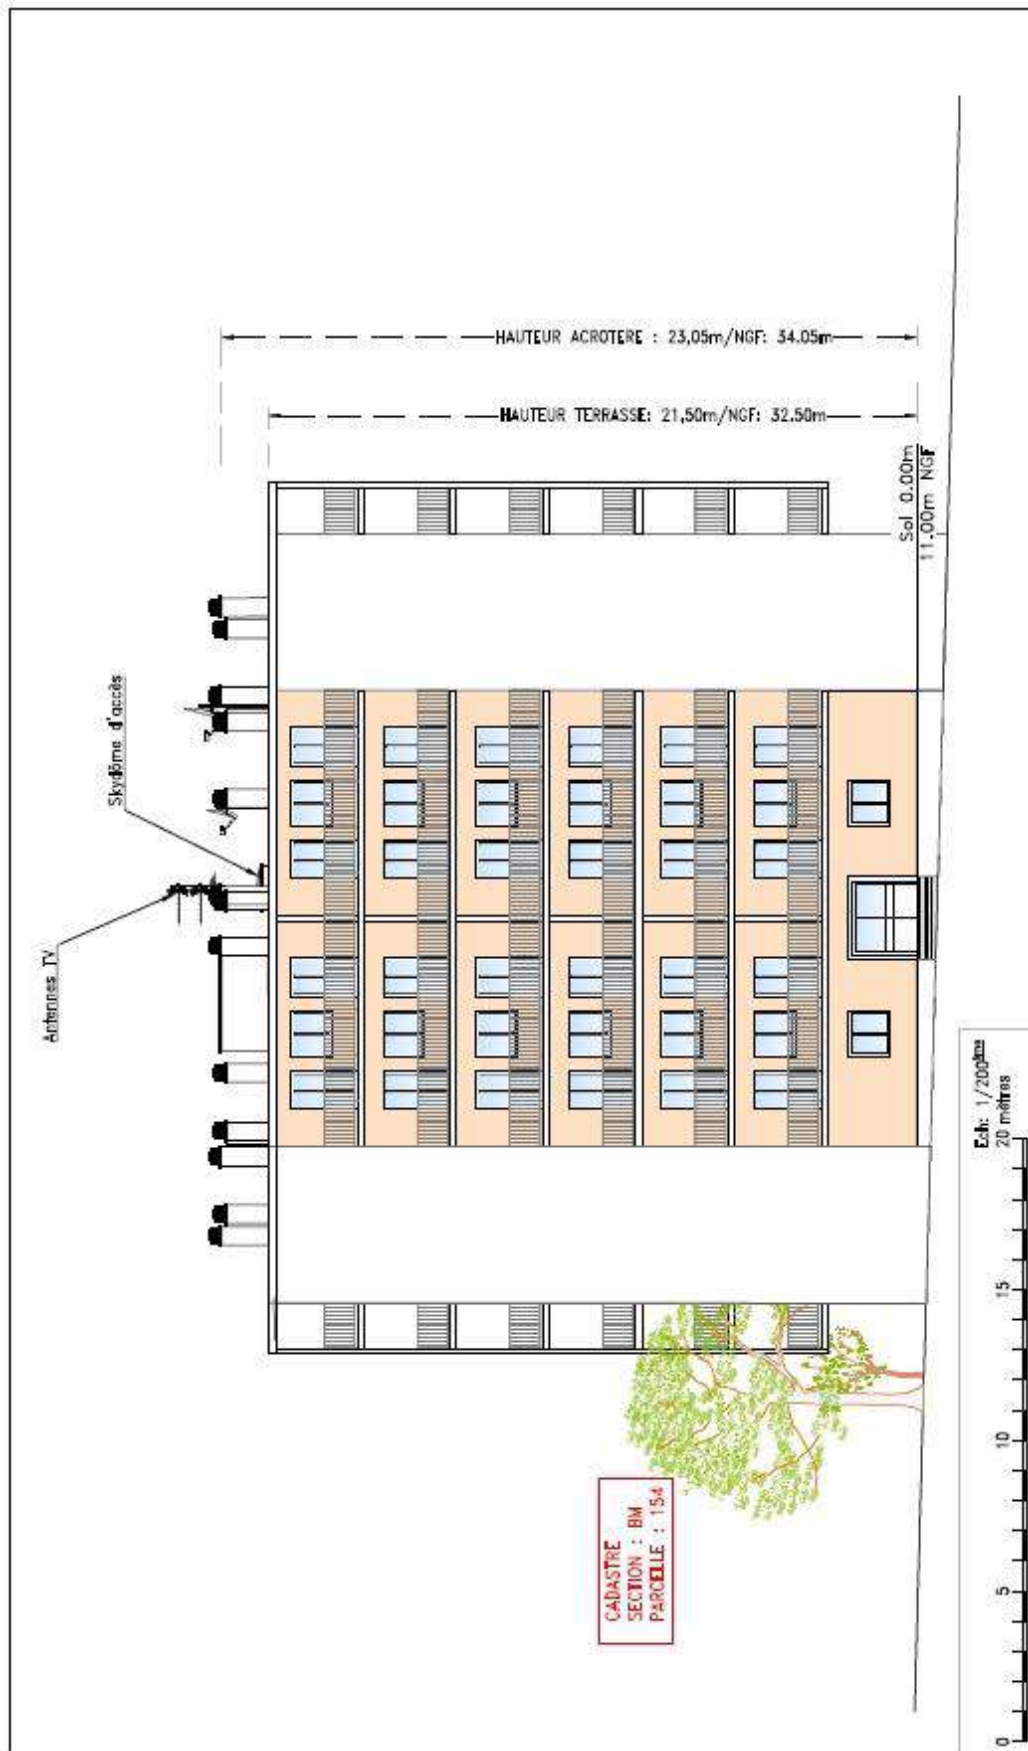 Antennes TV
Skydôme d'accès
HAUTEUR ACROTERE : 23,05m/NGF: 34.05m
HAUTEUR TERRASSE: 21,50m/NGF: 32.50m
Sol 0.00m
11.00m NGF
CADASTRE
SECTION : BM
PARCELLE : 154
Ech: 1/200ème
20 mètres
0 5 10 15